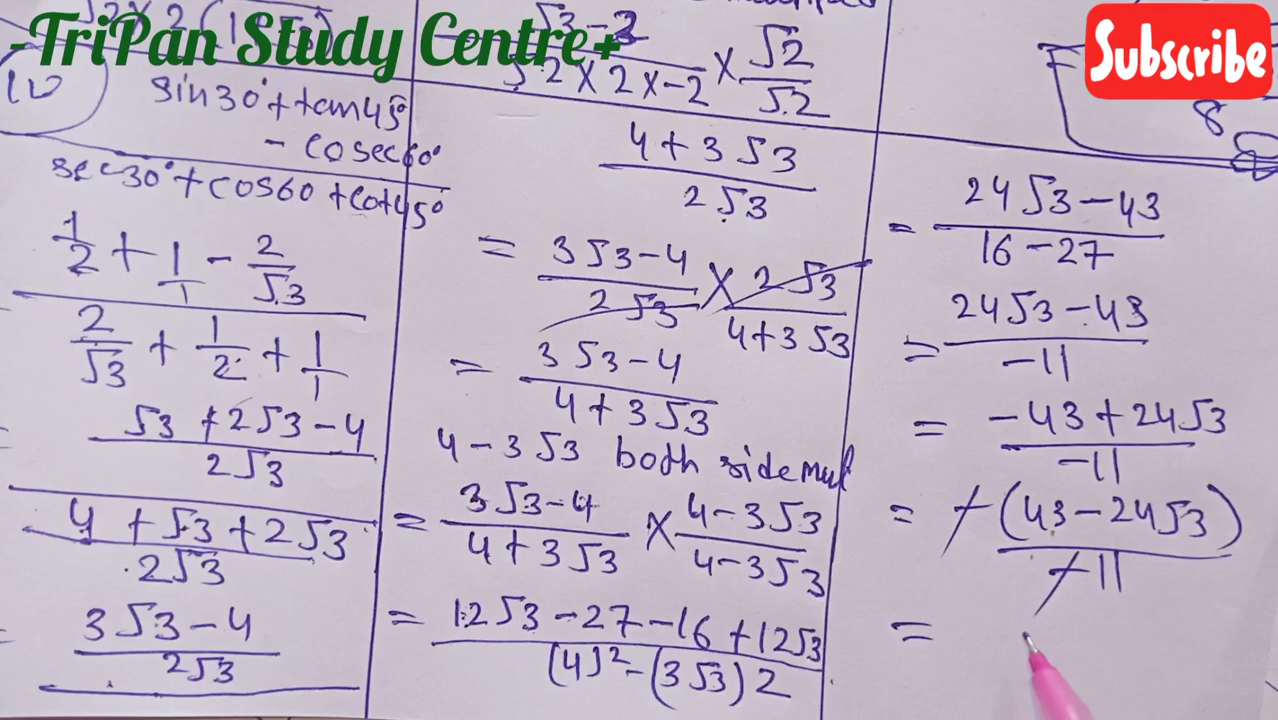 -TriPan Study Centre+
Subscribe
√3-2
√2×2×-2 × √2
√2
8
iv
sin30°+tan45°
- cosec60°
sec30°+cos60+cot45°
1/2 + 1/1 - 2/√3
2/√3 + 1/2 + 1/1
√3+2√3-4
2√3
4+√3+2√3
2√3
3√3-4
2√3
4+3√3
2√3
= 3√3-4/2√3 × 2√3/4+3√3
= 3√3-4
4+3√3
4-3√3 both side mul
= 3√3-4/4+3√3 × 4-3√3/4-3√3
= 12√3-27-16+12√3
(4)²-(3√3)2
= 24√3-43
16-27
= 24√3-43
-11
= -43+24√3
-11
= -(43-24√3)
-11
=